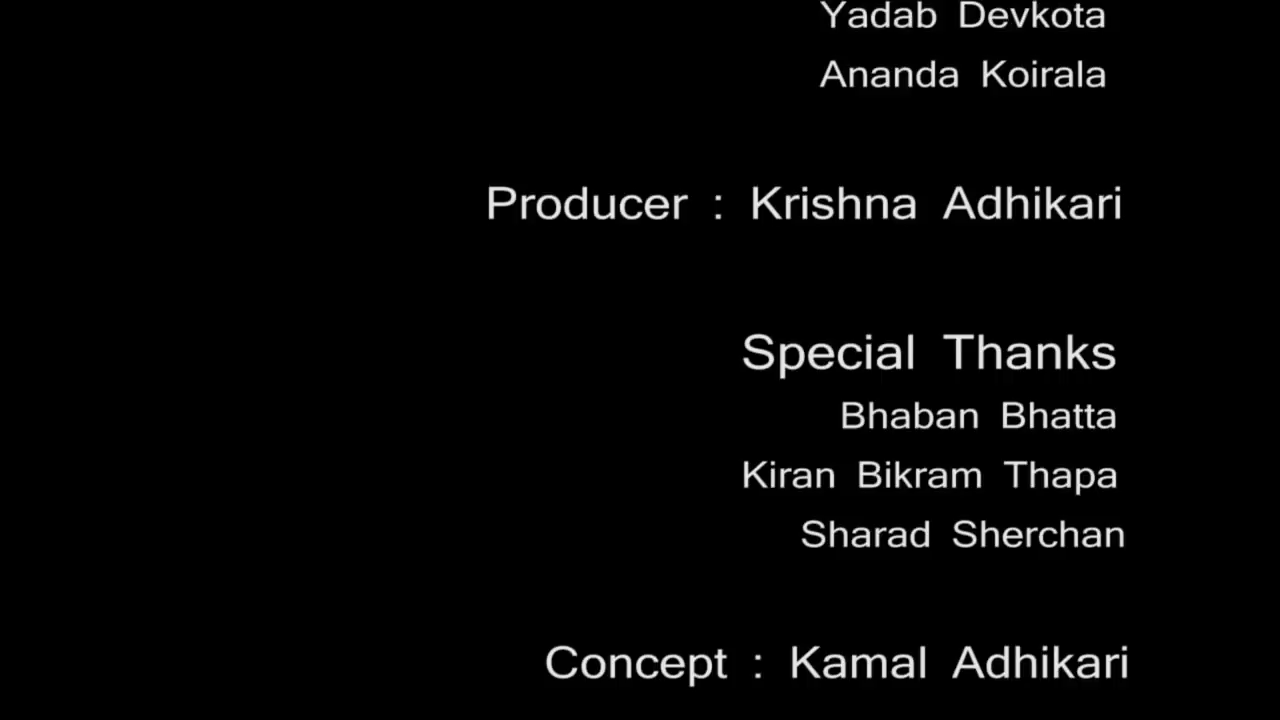 Yadab Devkota
Ananda Koirala
Producer : Krishna Adhikari
Special Thanks
Bhaban Bhatta
Kiran Bikram Thapa
Sharad Sherchan
Concept : Kamal Adhikari